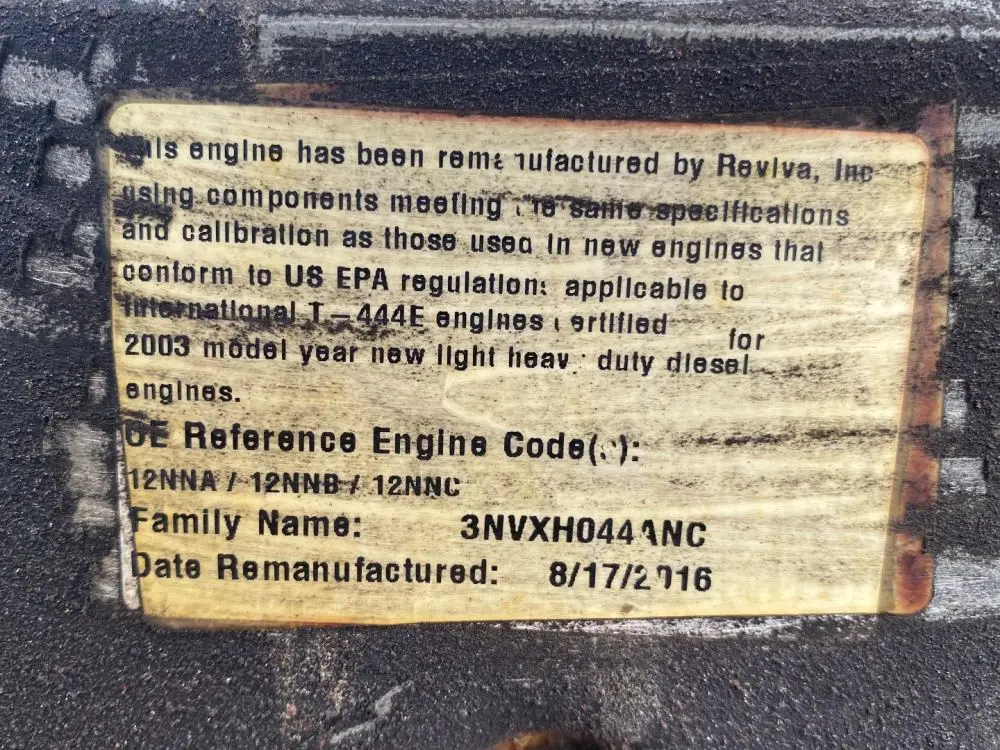 This engine has been remanufactured by Reviva, Inc
using components meeting the same specifications
and calibration as those used in new engines that
conform to US EPA regulations applicable to
International T-444E engines certified for
2003 model year new light heavy duty diesel
engines.
OE Reference Engine Code(s):
12NNA / 12NNB / 12NNC
Family Name: 3NVXH0444ANC
Date Remanufactured: 8/17/2016